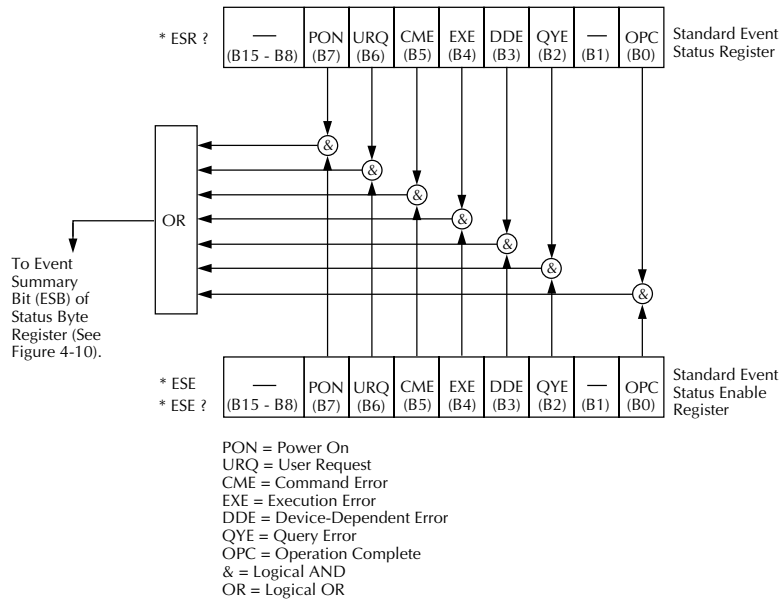 * ESR ?
— PON URQ CME EXE DDE QYE — OPC
(B15 - B8) (B7) (B6) (B5) (B4) (B3) (B2) (B1) (B0)
Standard Event
Status Register
&
&
&
&
&
&
&
OR
To Event
Summary
Bit (ESB) of
Status Byte
Register (See
Figure 4-10).
* ESE
* ESE ?
— PON URQ CME EXE DDE QYE — OPC
(B15 - B8) (B7) (B6) (B5) (B4) (B3) (B2) (B1) (B0)
Standard Event
Status Enable
Register
PON = Power On
URQ = User Request
CME = Command Error
EXE = Execution Error
DDE = Device-Dependent Error
QYE = Query Error
OPC = Operation Complete
& = Logical AND
OR = Logical OR